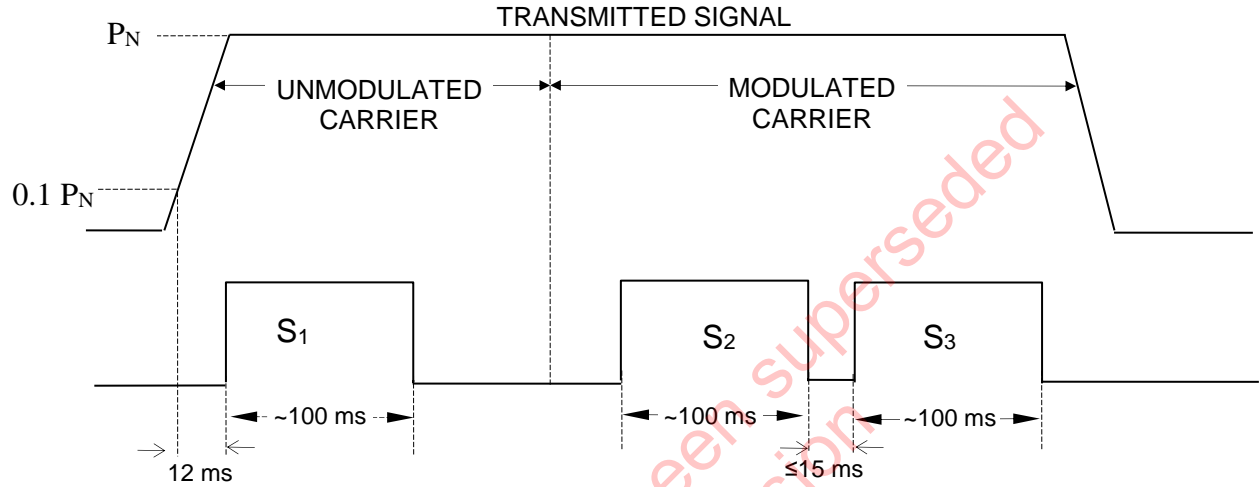 TRANSMITTED SIGNAL
PN
UNMODULATED
CARRIER
MODULATED
CARRIER
0.1 PN
S1
S2
S3
~100 ms
~100 ms
~100 ms
12 ms
≤15 ms
een superseded
sion